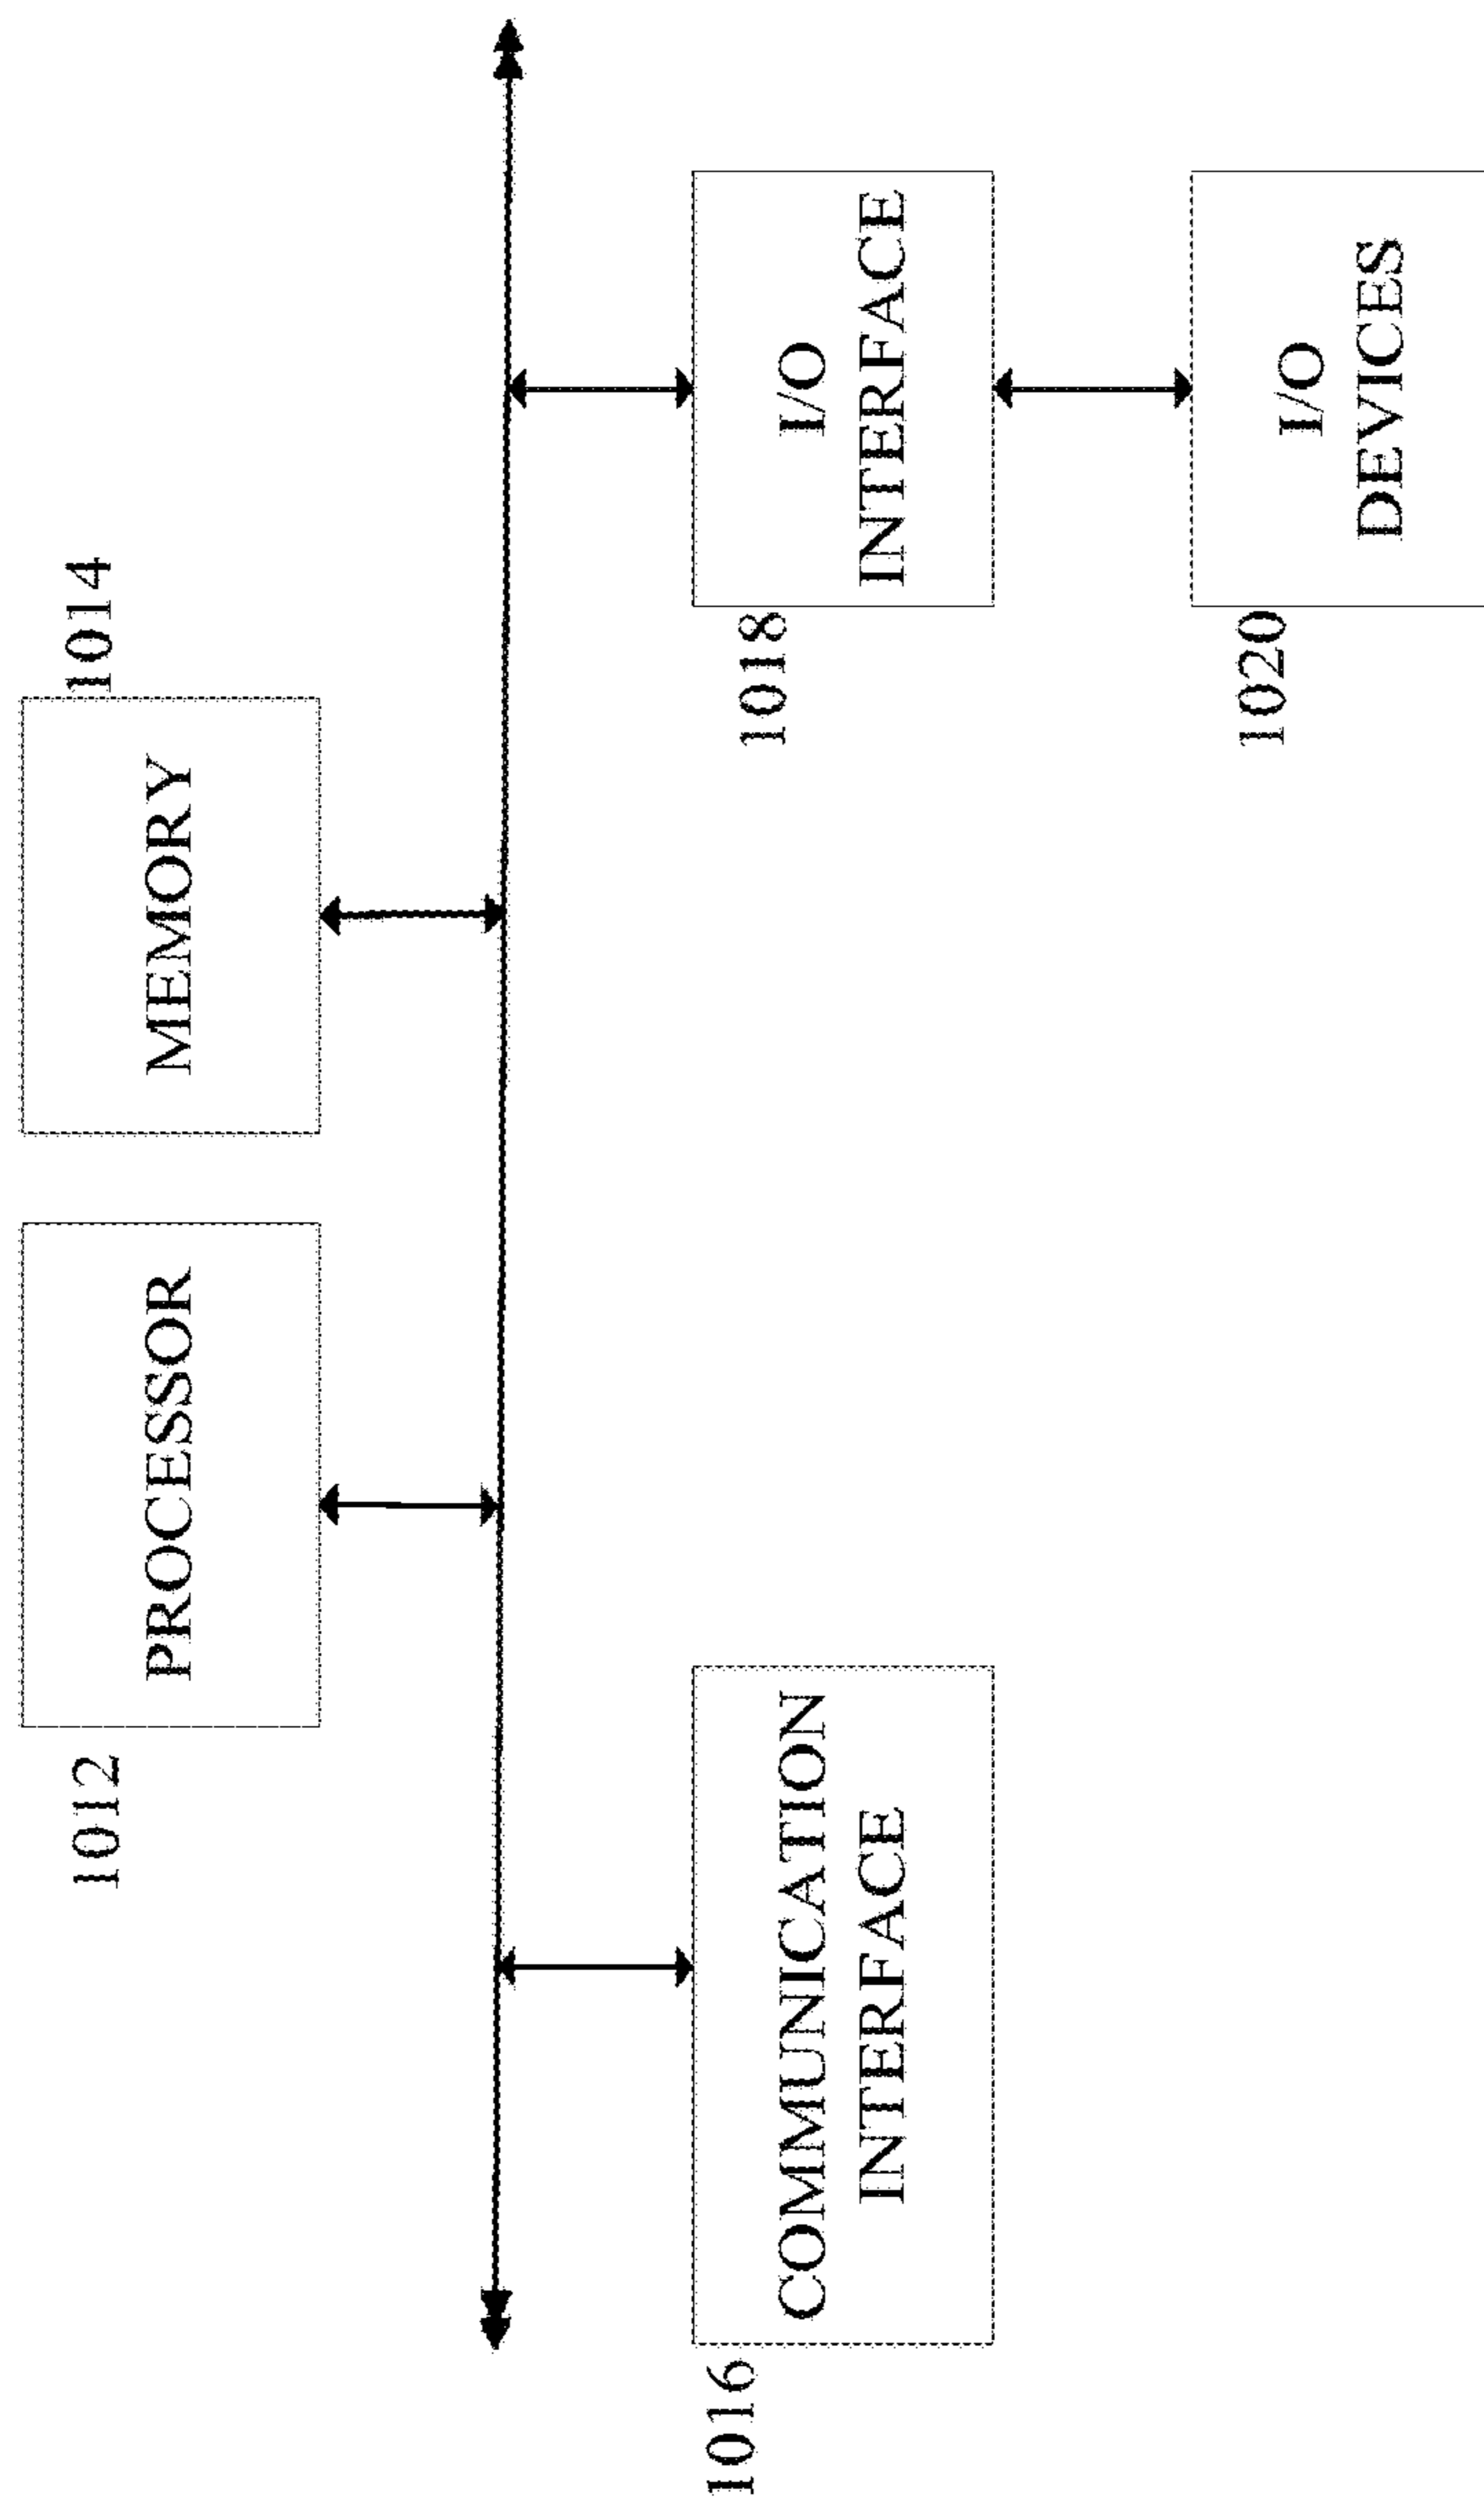 1012
PROCESSOR
MEMORY
1014
1016
COMMUNICATION
INTERFACE
1018
I/O
INTERFACE
1020
I/O
DEVICES